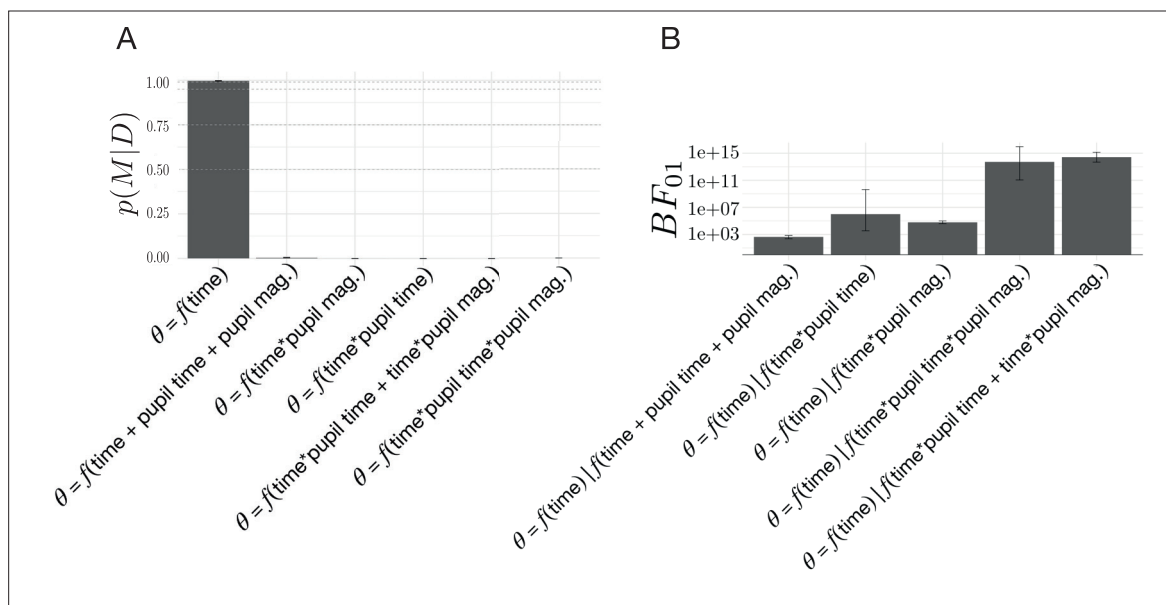 A
p(M|D)
1.00
0.75
0.50
0.25
0.00
θ = f(time)
θ = f(time + pupil time + pupil mag.)
θ = f(time*pupil mag.)
θ = f(time*pupil time)
θ = f(time*pupil time + time*pupil mag.)
θ = f(time*pupil time*pupil mag.)
B
BF01
1e+15
1e+11
1e+07
1e+03
θ = f(time) | f(time + pupil time + pupil mag.)
θ = f(time) | f(time*pupil time)
θ = f(time) | f(time*pupil mag.)
θ = f(time) | f(time*pupil time*pupil mag.)
θ = f(time) | f(time*pupil time + time*pupil mag.)